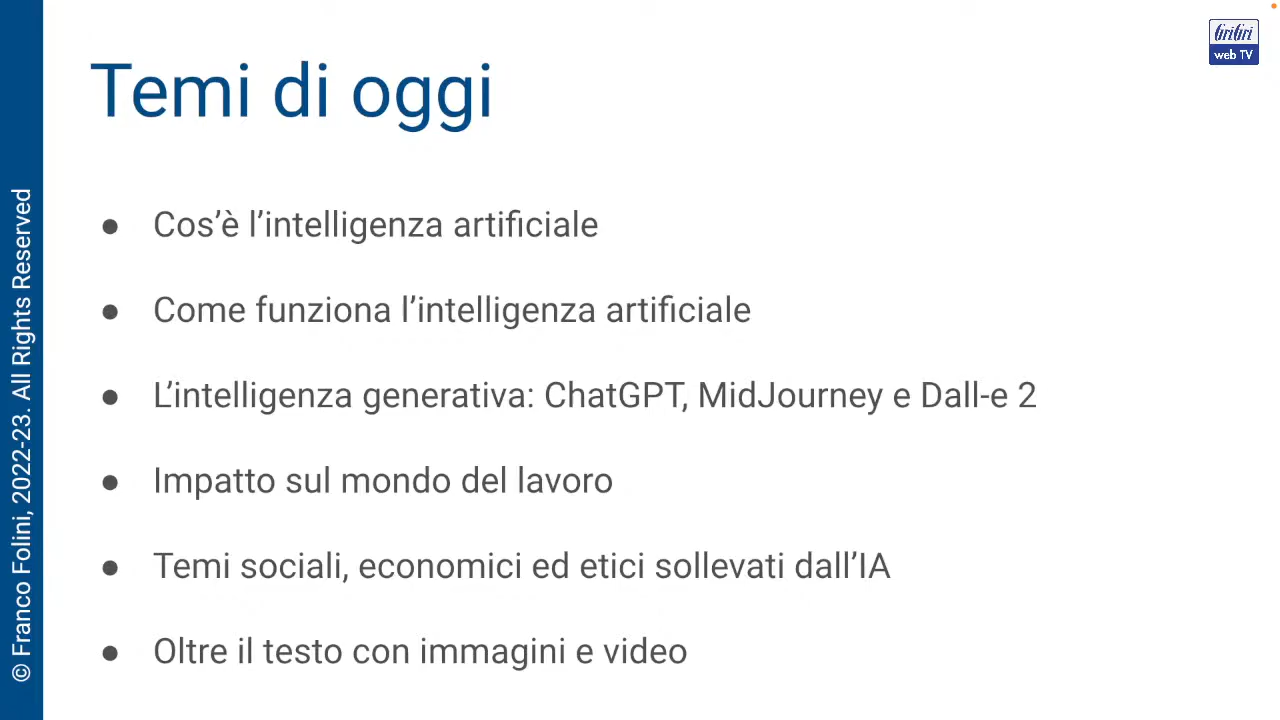 GriGri
web TV
Temi di oggi
● Cos’è l’intelligenza artificiale
● Come funziona l’intelligenza artificiale
● L’intelligenza generativa: ChatGPT, MidJourney e Dall-e 2
● Impatto sul mondo del lavoro
● Temi sociali, economici ed etici sollevati dall’IA
● Oltre il testo con immagini e video
© Franco Folini, 2022-23. All Rights Reserved